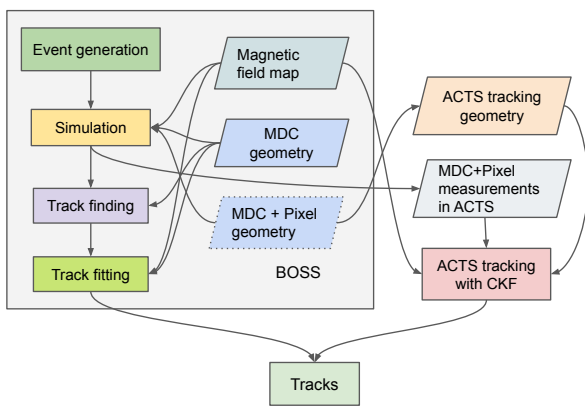 Event generation
Magnetic
field map
ACTS tracking
geometry
Simulation
MDC
geometry
MDC+Pixel
measurements
in ACTS
Track finding
MDC + Pixel
geometry
Track fitting
BOSS
ACTS tracking
with CKF
Tracks